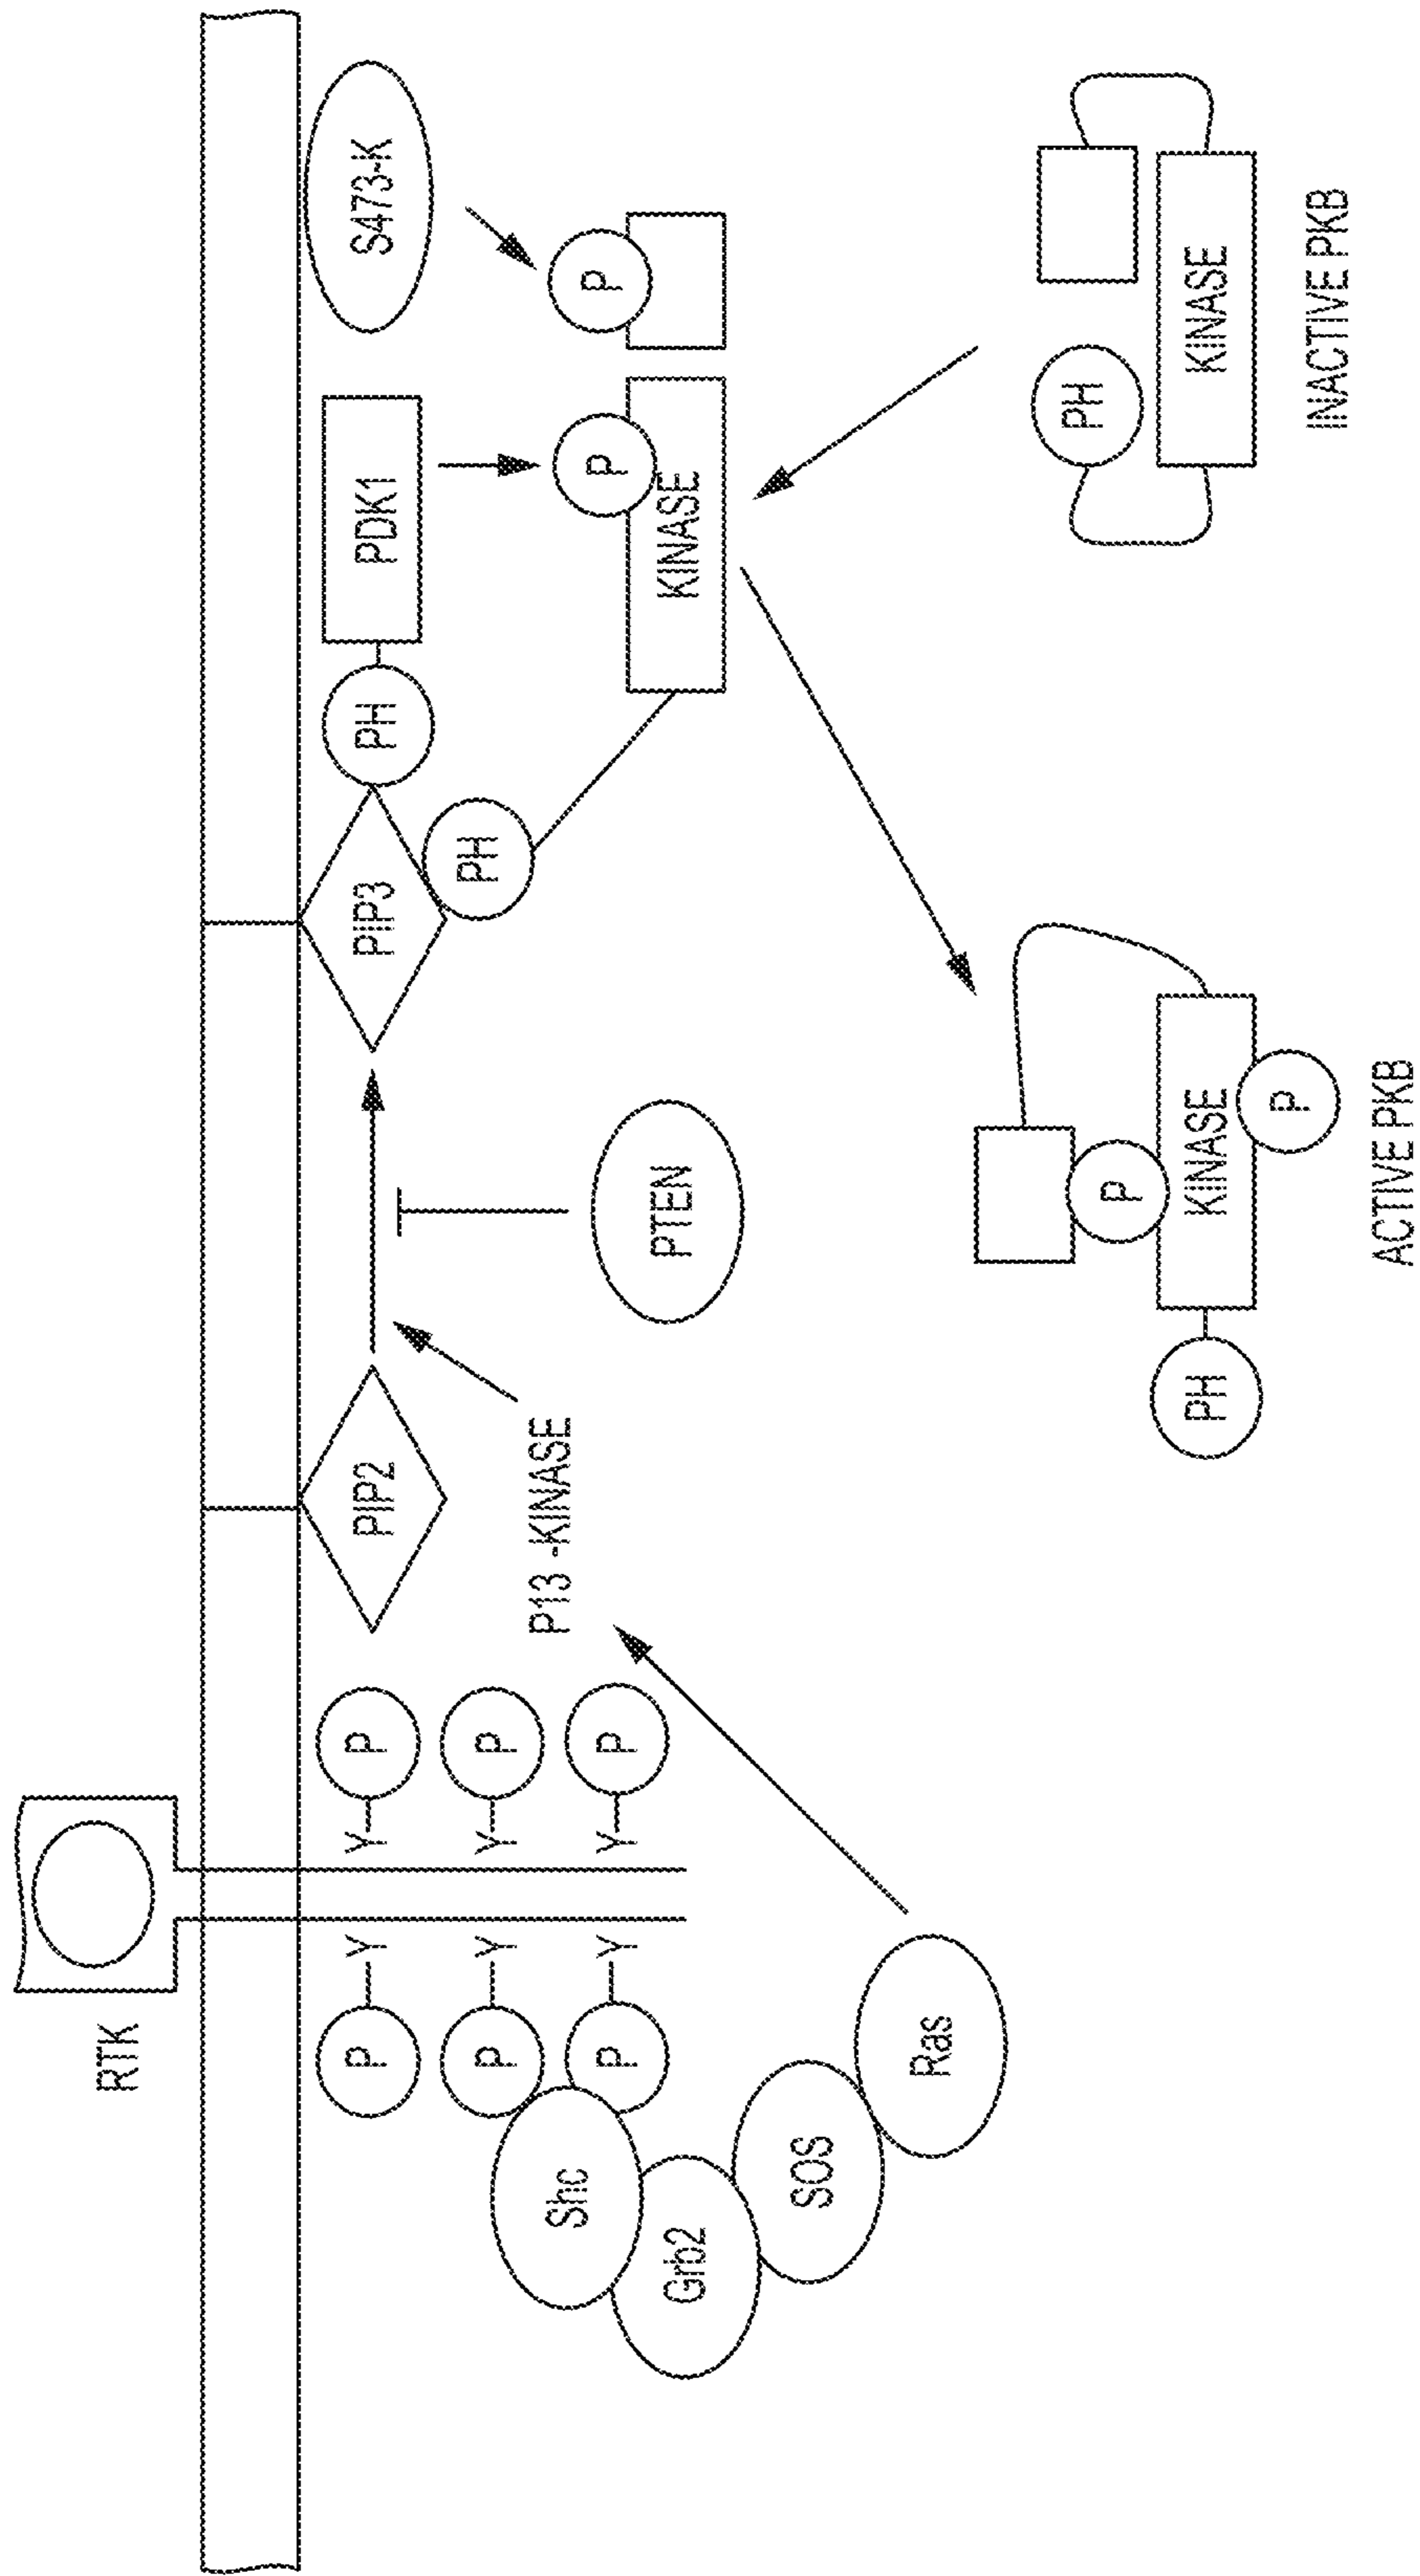 RTK
P
Y
Y
P
P
Y
Y
P
P
Y
Y
P
Shc
Grb2
SOS
Ras
PIP2
P13 -KINASE
PTEN
PIP3
PH
PDK1
S473-K
PH
P
KINASE
P
PH
P
KINASE
P
ACTIVE PKB
PH
KINASE
INACTIVE PKB